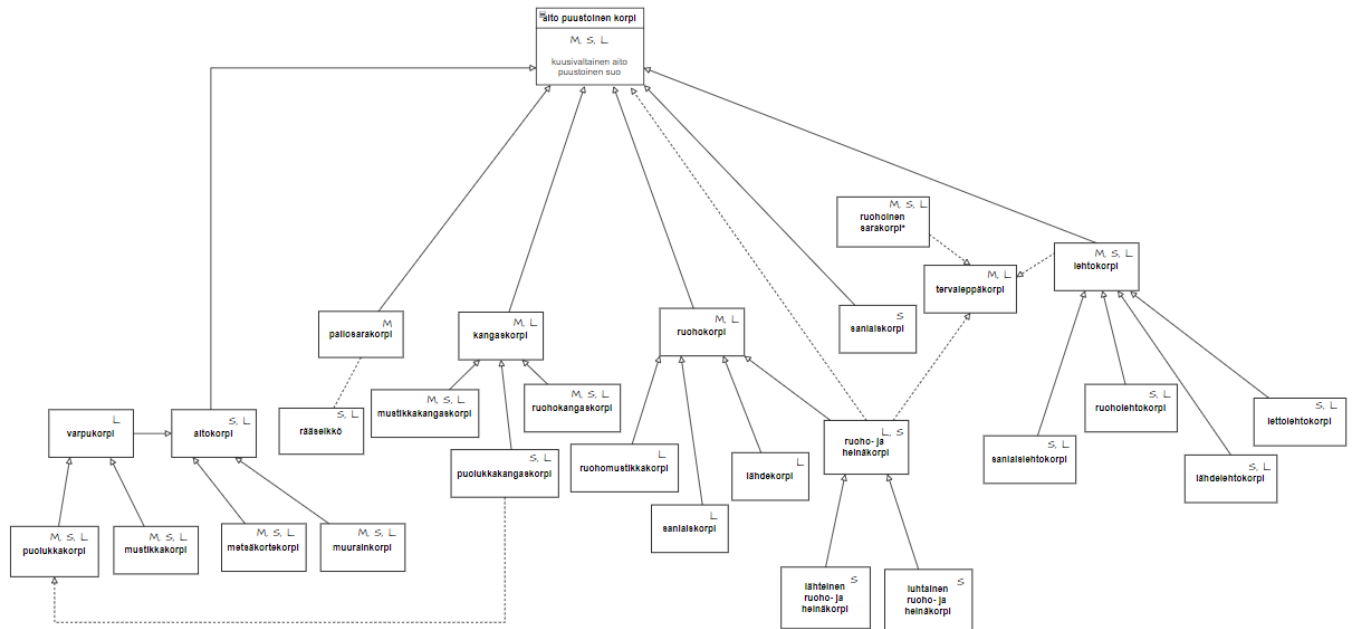 aito puustoinen korpi
M, S, L
kuusivaltainen aito
puustoinen suo
M, S, L
ruohoinen
sarakorpi*
M, S, L
lehtokorpi
M, L
tervaleppäkorpi
M
pallosarakorpi
M, L
kangaskorpi
M, L
ruohokorpi
S
saniaiskorpi
M, S, L
mustikkakangaskorpi
M, S, L
ruohokangaskorpi
S, L
ruoholehtokorpi
S, L
lettolehtokorpi
L
varpukorpi
S, L
aitokorpi
S, L
rääseikkö
S, L
puolukkakangaskorpi
L
ruohomustikkakorpi
L
lähdekorpi
L, S
ruoho- ja
heinäkorpi
S, L
saniaislehtokorpi
S, L
lähdelehtokorpi
L
saniaiskorpi
M, S, L
puolukkakorpi
M, S, L
mustikkakorpi
M, S, L
metsäkortekorpi
M, S, L
muurainkorpi
S
lähteinen
ruoho- ja
heinäkorpi
S
luhtainen
ruoho- ja
heinäkorpi